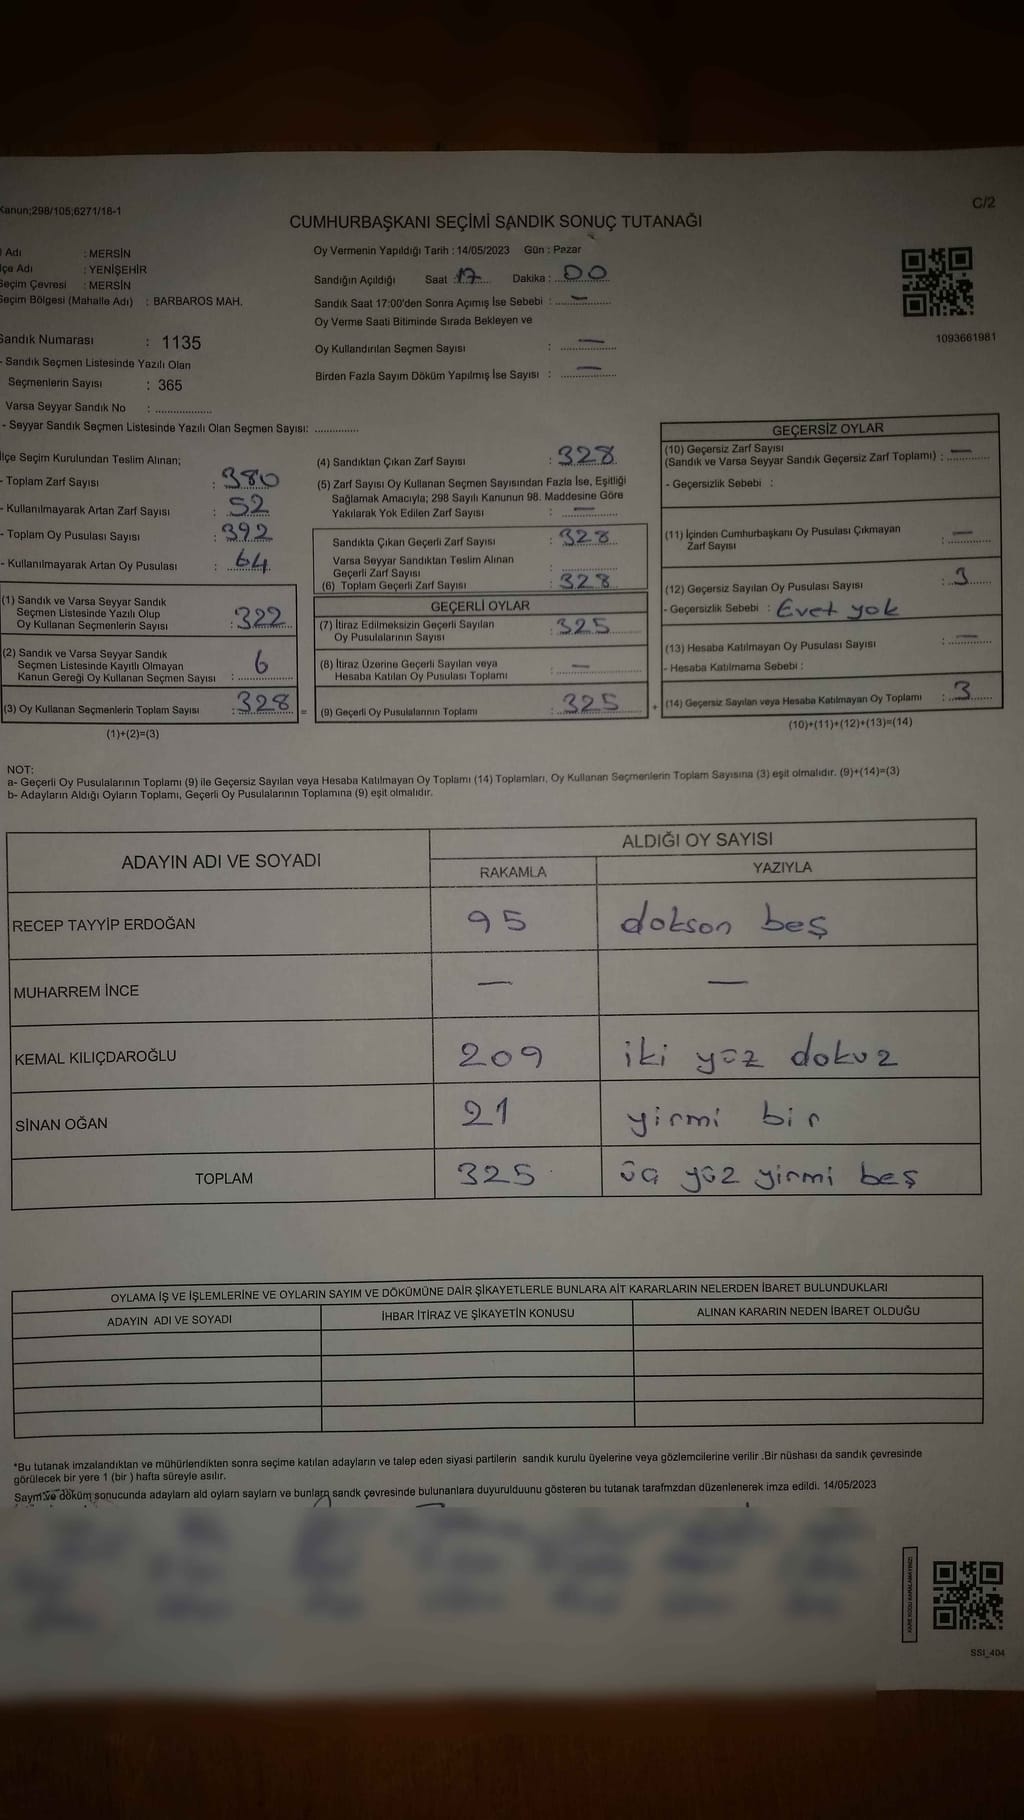 Kanun;298/105;6271/16-1
C/2
CUMHURBAŞKANI SEÇİMİ SANDIK SONUÇ TUTANAĞI
l Adı : MERSİN
lçe Adı : YENİŞEHİR
Seçim Çevresi : MERSİN
Seçim Bölgesi (Mahalle Adı) : BARBAROS MAH.
Sandık Numarası : 1135
- Sandık Seçmen Listesinde Yazılı Olan
Seçmenlerin Sayısı : 365
Varsa Seyyar Sandık No : ..................
- Seyyar Sandık Seçmen Listesinde Yazılı Olan Seçmen Sayısı: ..............
Oy Vermenin Yapıldığı Tarih : 14/05/2023 Gün : Pazar
Sandığın Açıldığı Saat : 17 Dakika : 00
Sandık Saat 17:00'den Sonra Açımış İse Sebebi : —
Oy Verme Saati Bitiminde Sırada Bekleyen ve
Oy Kullandırılan Seçmen Sayısı : —
Birden Fazla Sayım Döküm Yapılmış İse Sayısı : —
1093661981
lçe Seçim Kurulundan Teslim Alınan;
- Toplam Zarf Sayısı : 380
- Kullanılmayarak Artan Zarf Sayısı : 52
- Toplam Oy Pusulası Sayısı : 392
- Kullanılmayarak Artan Oy Pusulası : 64
(1) Sandık ve Varsa Seyyar Sandık
Seçmen Listesinde Yazılı Olup
Oy Kullanan Seçmenlerin Sayısı : 322
(2) Sandık ve Varsa Seyyar Sandık
Seçmen Listesinde Kayıtlı Olmayan
Kanun Gereği Oy Kullanan Seçmen Sayısı : 6
(3) Oy Kullanan Seçmenlerin Toplam Sayısı : 328 =
(1)+(2)=(3)
(4) Sandıktan Çıkan Zarf Sayısı : 328
(5) Zarf Sayısı Oy Kullanan Seçmen Sayısından Fazla İse, Eşitliği
Sağlamak Amacıyla; 298 Sayılı Kanunun 98. Maddesine Göre
Yakılarak Yok Edilen Zarf Sayısı : —
Sandıkta Çıkan Geçerli Zarf Sayısı : 328
Varsa Seyyar Sandıktan Teslim Alınan
Geçerli Zarf Sayısı : ..............
(6) Toplam Geçerli Zarf Sayısı : 328
GEÇERLİ OYLAR
(7) İtiraz Edilmeksizin Geçerli Sayılan
Oy Pusulalarının Sayısı : 325
(8) İtiraz Üzerine Geçerli Sayılan veya
Hesaba Katılan Oy Pusulası Toplamı : —
(9) Geçerli Oy Pusulalarının Toplamı : 325 +
GEÇERSİZ OYLAR
(10) Geçersiz Zarf Sayısı
(Sandık ve Varsa Seyyar Sandık Geçersiz Zarf Toplamı) : —
- Geçersizlik Sebebi :
(11) İçinden Cumhurbaşkanı Oy Pusulası Çıkmayan
Zarf Sayısı : —
(12) Geçersiz Sayılan Oy Pusulası Sayısı : 3
- Geçersizlik Sebebi : Evet yok
(13) Hesaba Katılmayan Oy Pusulası Sayısı : —
- Hesaba Katılmama Sebebi :
(14) Geçersiz Sayılan veya Hesaba Katılmayan Oy Toplamı : 3
(10)+(11)+(12)+(13)=(14)
NOT:
a- Geçerli Oy Pusulalarının Toplamı (9) ile Geçersiz Sayılan veya Hesaba Katılmayan Oy Toplamı (14) Toplamları, Oy Kullanan Seçmenlerin Toplam Sayısına (3) eşit olmalıdır. (9)+(14)=(3)
b- Adayların Aldığı Oyların Toplamı, Geçerli Oy Pusulalarının Toplamına (9) eşit olmalıdır.
ADAYIN ADI VE SOYADI
ALDIĞI OY SAYISI
RAKAMLA YAZIYLA
RECEP TAYYİP ERDOĞAN 95 dokson beş
MUHARREM İNCE — —
KEMAL KILIÇDAROĞLU 209 iki yüz dokuz
SİNAN OĞAN 21 yirmi bir
TOPLAM 325 üç yüz yirmi beş
OYLAMA İŞ VE İŞLEMLERİNE VE OYLARIN SAYIM VE DÖKÜMÜNE DAİR ŞİKAYETLERLE BUNLARA AİT KARARLARIN NELERDEN İBARET BULUNDUKLARI
ADAYIN ADI VE SOYADI İHBAR İTİRAZ VE ŞİKAYETİN KONUSU ALINAN KARARIN NEDEN İBARET OLDUĞU
*Bu tutanak imzalandıktan ve mühürlendikten sonra seçime katılan adayların ve talep eden siyasi partilerin sandık kurulu üyelerine veya gözlemcilerine verilir .Bir nüshası da sandık çevresinde
görülecek bir yere 1 (bir ) hafta süreyle asılır.
Saym ve döküm sonucunda adaylarn ald oylarn saylarn ve bunlarn sandk çevresinde bulunanlara duyurulduunu gösteren bu tutanak tarafmzdan düzenlenerek imza edildi. 14/05/2023
KARE KODU KARALAMAYINIZ!
SSI_404